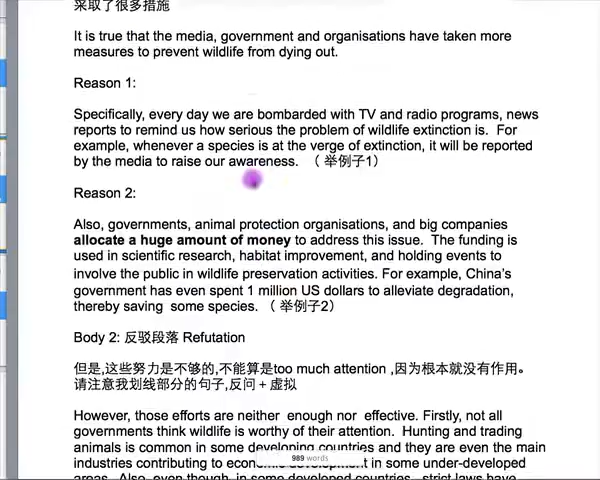 采取了很多措施
It is true that the media, government and organisations have taken more
measures to prevent wildlife from dying out.
Reason 1:
Specifically, every day we are bombarded with TV and radio programs, news
reports to remind us how serious the problem of wildlife extinction is. For
example, whenever a species is at the verge of extinction, it will be reported
by the media to raise our awareness. （ 举例子1）
Reason 2:
Also, governments, animal protection organisations, and big companies
allocate a huge amount of money to address this issue. The funding is
used in scientific research, habitat improvement, and holding events to
involve the public in wildlife preservation activities. For example, China's
government has even spent 1 million US dollars to alleviate degradation,
thereby saving some species. （ 举例子2）
Body 2: 反驳段落 Refutation
但是,这些努力是不够的,不能算是too much attention ,因为根本就没有作用。
请注意我划线部分的句子,反问 + 虚拟
However, those efforts are neither enough nor effective. Firstly, not all
governments think wildlife is worthy of their attention. Hunting and trading
animals is common in some developing countries and they are even the main
industries contributing to economic development in some under-developed
989 words
areas. Also, even though, in some developed countries, strict laws have